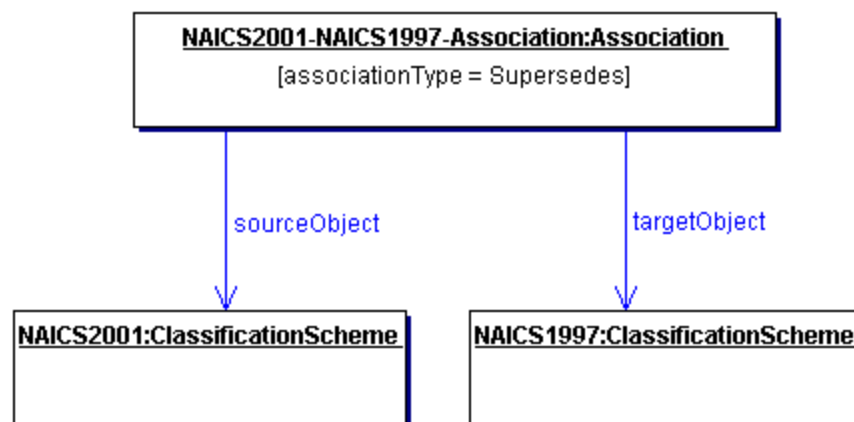 NAICS2001-NAICS1997-Association:Association
[associationType = Supersedes]
sourceObject
targetObject
NAICS2001:ClassificationScheme
NAICS1997:ClassificationScheme